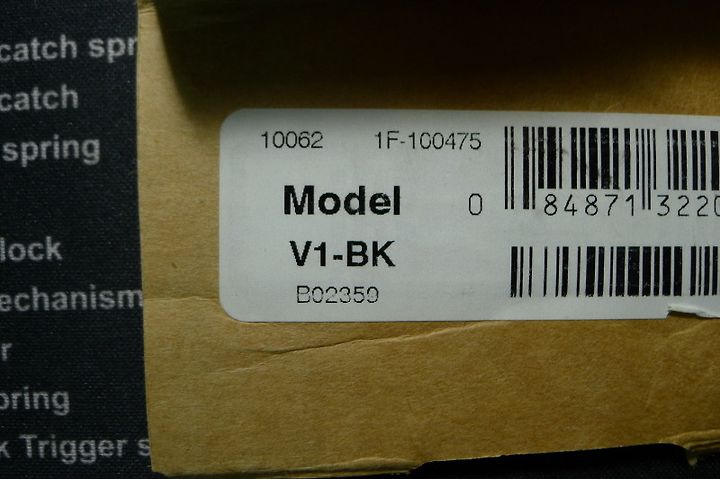 catch spr
catch
spring
lock
echanism
r
pring
k Trigger s
10062 1F-100475
Model
0 84871 3220
V1-BK
B02359